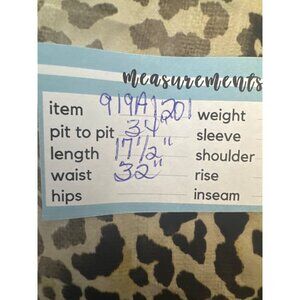 measurements
item 919A1201 weight
pit to pit 34" sleeve
length 17 1/2" shoulder
waist 32" rise
hips inseam